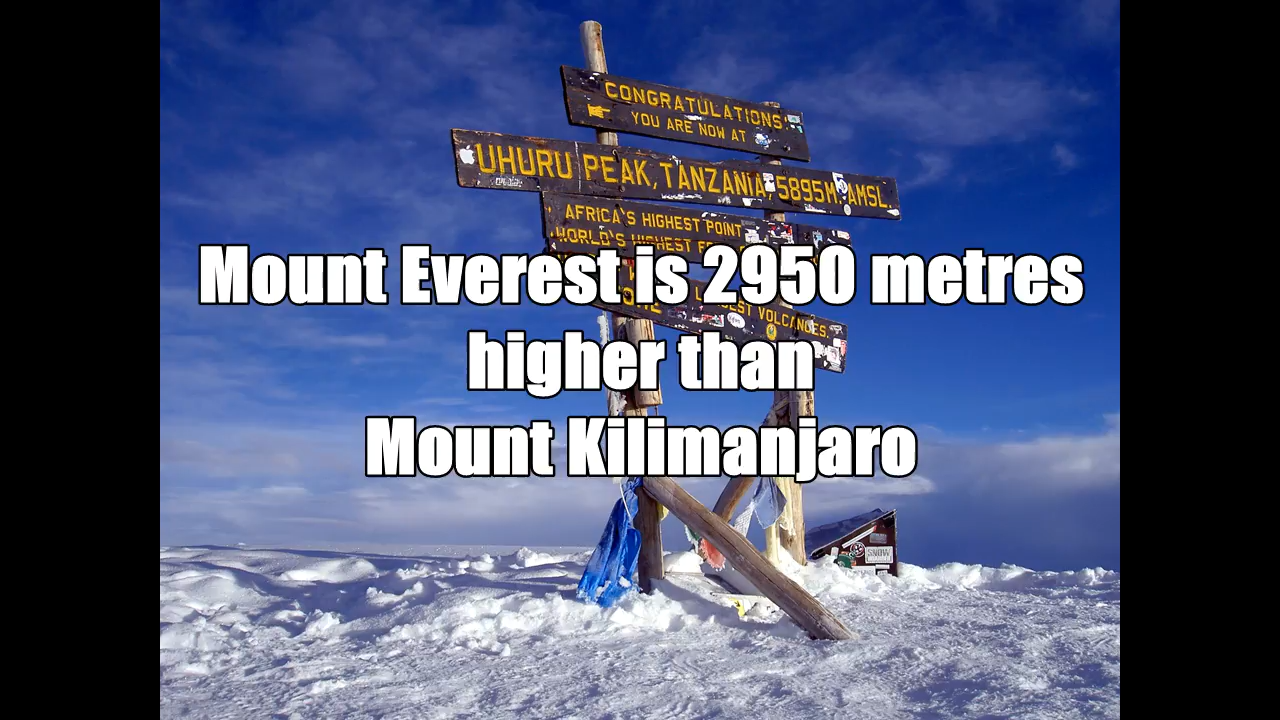 CONGRATULATIONS
YOU ARE NOW AT
UHURU PEAK, TANZANIA, 5895M. AMSL.
AFRICA'S HIGHEST POINT
WORLD'S HIGHEST
Mount Everest is 2950 metres
VOLCANOES.
higher than
Mount Kilimanjaro
SNOW